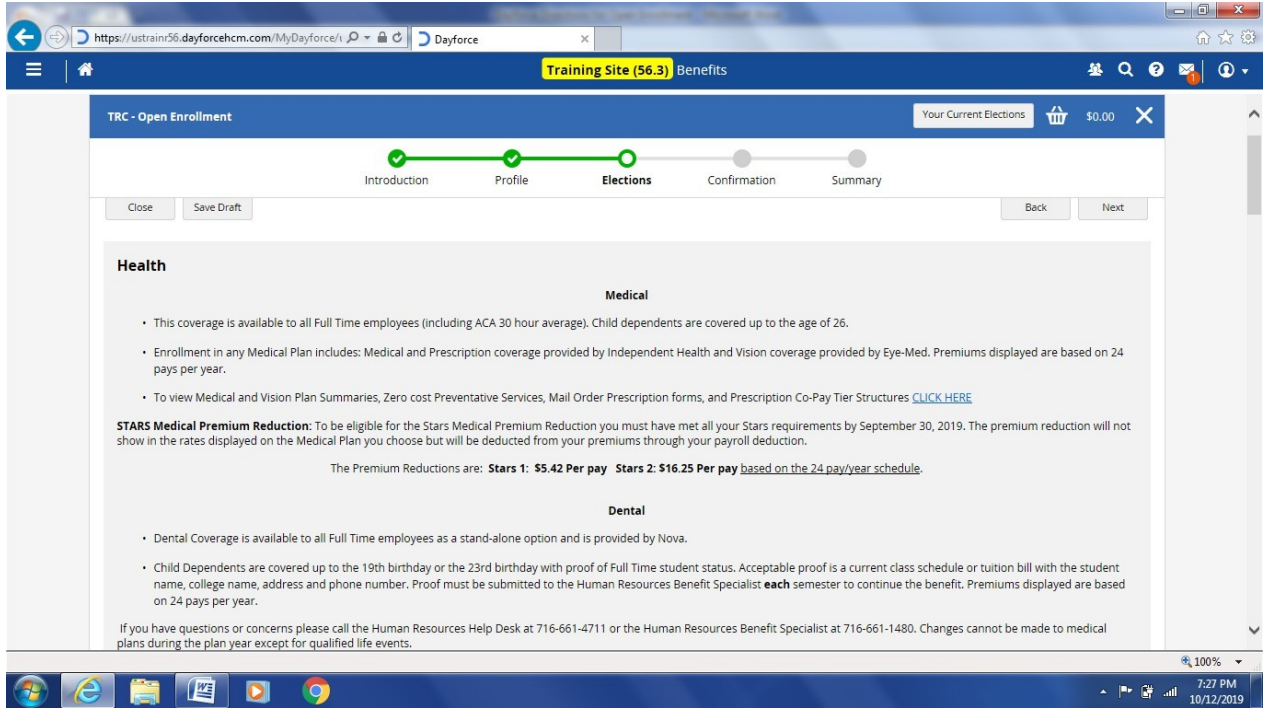 https://ustrainr56.dayforcehcm.com/MyDayforce/
Dayforce
Training Site (56.3) Benefits
1
TRC - Open Enrollment
Your Current Elections
$0.00
Introduction
Profile
Elections
Confirmation
Summary
Close
Save Draft
Back
Next
Health
Medical
• This coverage is available to all Full Time employees (including ACA 30 hour average). Child dependents are covered up to the age of 26.
• Enrollment in any Medical Plan includes: Medical and Prescription coverage provided by Independent Health and Vision coverage provided by Eye-Med. Premiums displayed are based on 24
pays per year.
• To view Medical and Vision Plan Summaries, Zero cost Preventative Services, Mail Order Prescription forms, and Prescription Co-Pay Tier Structures CLICK HERE
STARS Medical Premium Reduction: To be eligible for the Stars Medical Premium Reduction you must have met all your Stars requirements by September 30, 2019. The premium reduction will not
show in the rates displayed on the Medical Plan you choose but will be deducted from your premiums through your payroll deduction.
The Premium Reductions are: Stars 1: $5.42 Per pay Stars 2: $16.25 Per pay based on the 24 pay/year schedule.
Dental
• Dental Coverage is available to all Full Time employees as a stand-alone option and is provided by Nova.
• Child Dependents are covered up to the 19th birthday or the 23rd birthday with proof of Full Time student status. Acceptable proof is a current class schedule or tuition bill with the student
name, college name, address and phone number. Proof must be submitted to the Human Resources Benefit Specialist each semester to continue the benefit. Premiums displayed are based
on 24 pays per year.
If you have questions or concerns please call the Human Resources Help Desk at 716-661-4711 or the Human Resources Benefit Specialist at 716-661-1480. Changes cannot be made to medical
plans during the plan year except for qualified life events.
100%
7:27 PM
10/12/2019